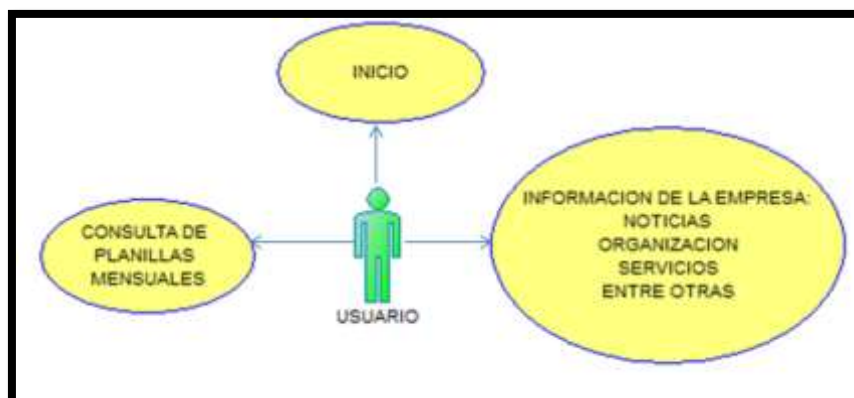 INICIO
CONSULTA DE
PLANILLAS
MENSUALES
INFORMACION DE LA EMPRESA:
NOTICIAS
ORGANIZACION
SERVICIOS
ENTRE OTRAS
USUARIO